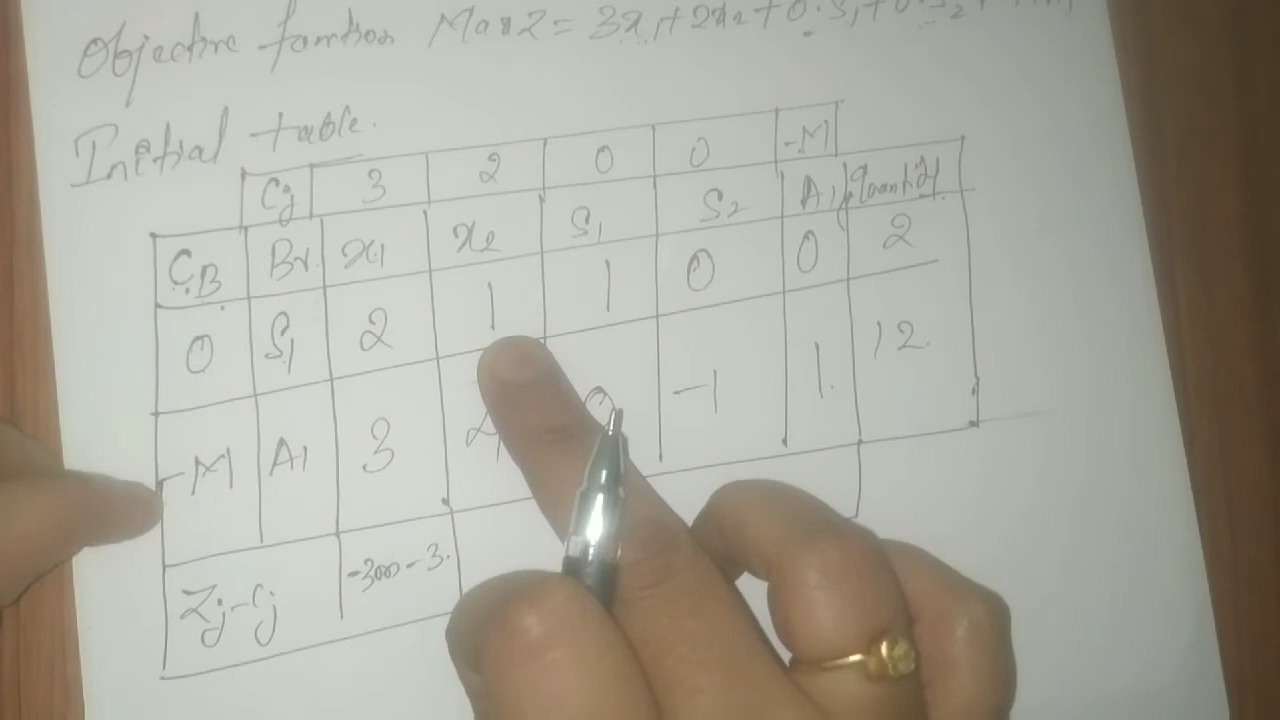 Objective function Max Z = 3x1 + 2x2 + 0.S1 + 0.S2
Initial table.
Cj 3 2 0 0 -M
CB Bv x1 x2 S1 S2 A1 Quantity
0 S1 2 1 1 0 0 2
-M A1 3 4 0 -1 1. 12.
Zj-Cj -3m-3.